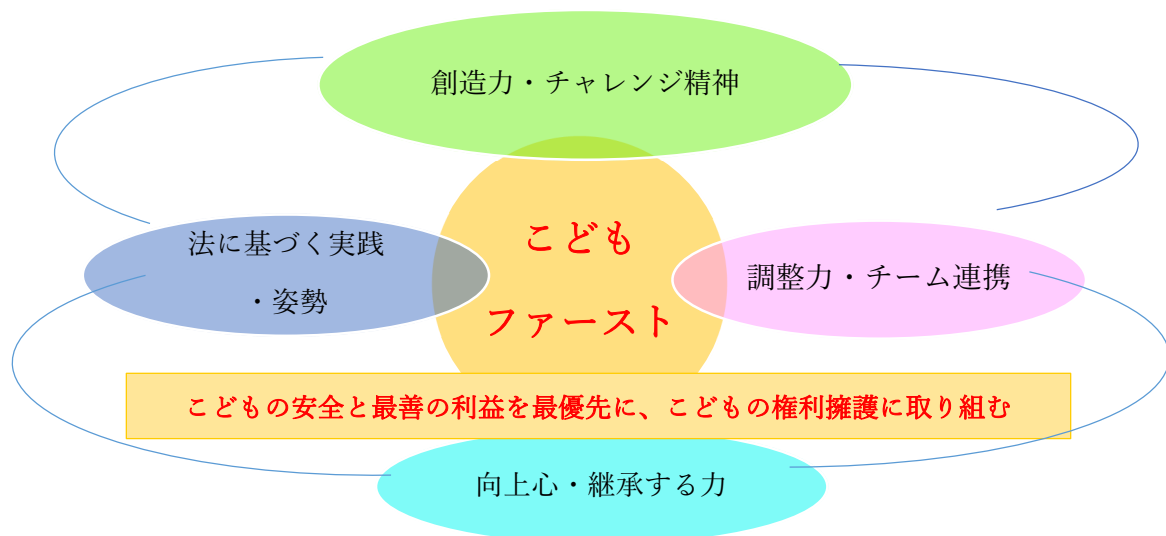 創造力・チャレンジ精神
法に基づく実践
・姿勢
こども
ファースト
調整力・チーム連携
こどもの安全と最善の利益を最優先に、こどもの権利擁護に取り組む
向上心・継承する力